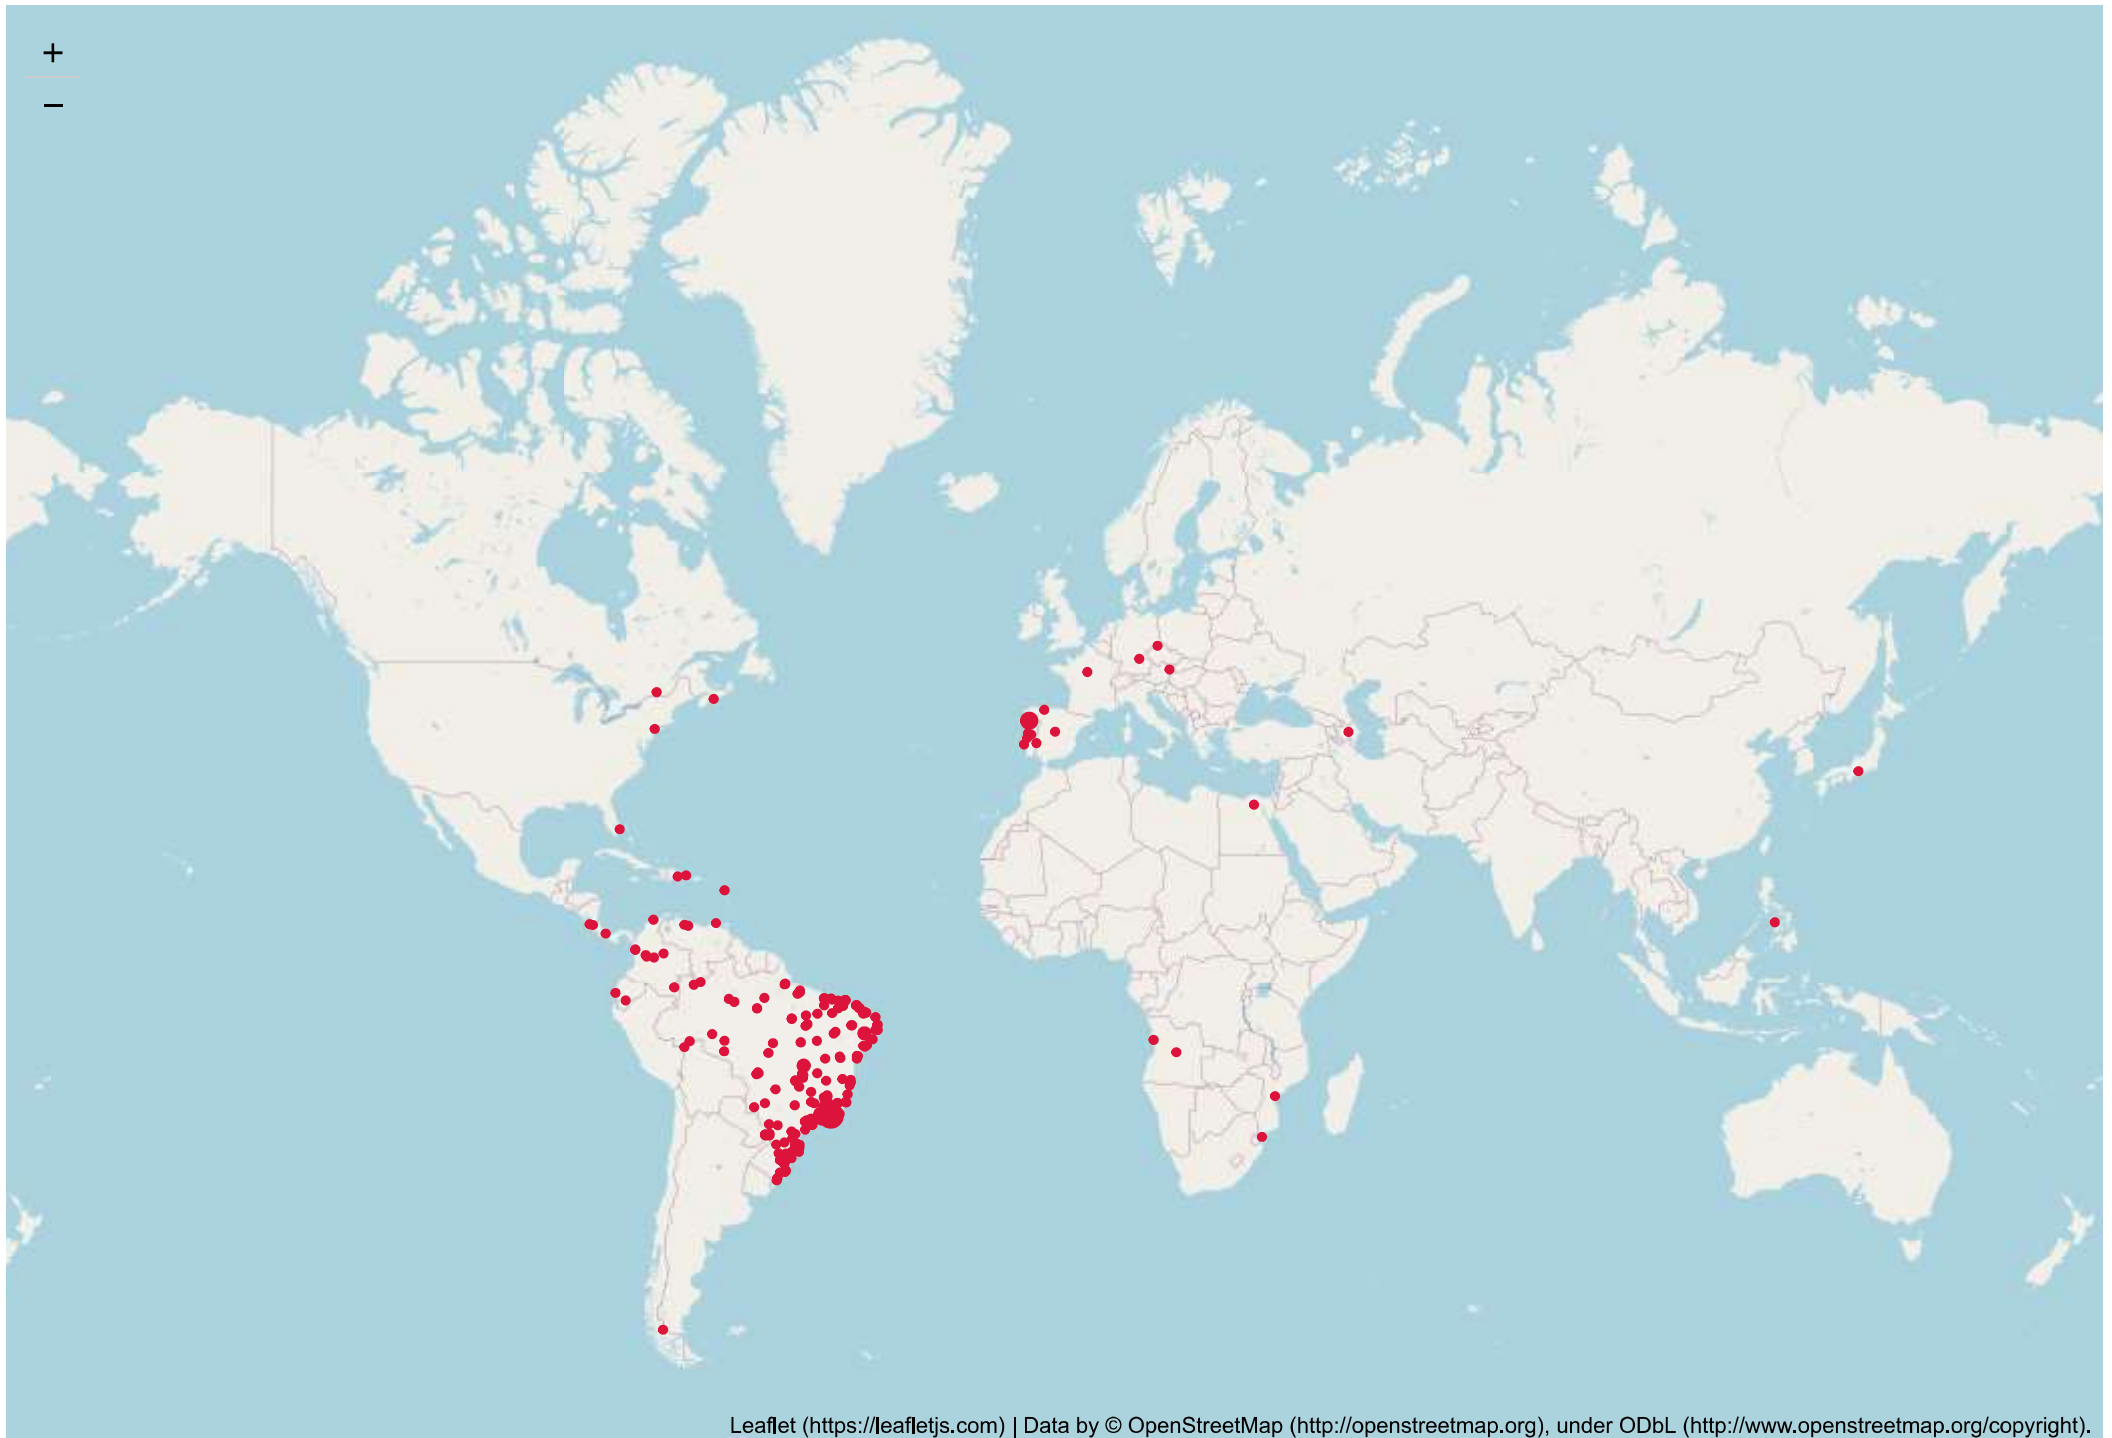 +
−
Leaflet (https://leafletjs.com) | Data by © OpenStreetMap (http://openstreetmap.org), under ODbL (http://www.openstreetmap.org/copyright).